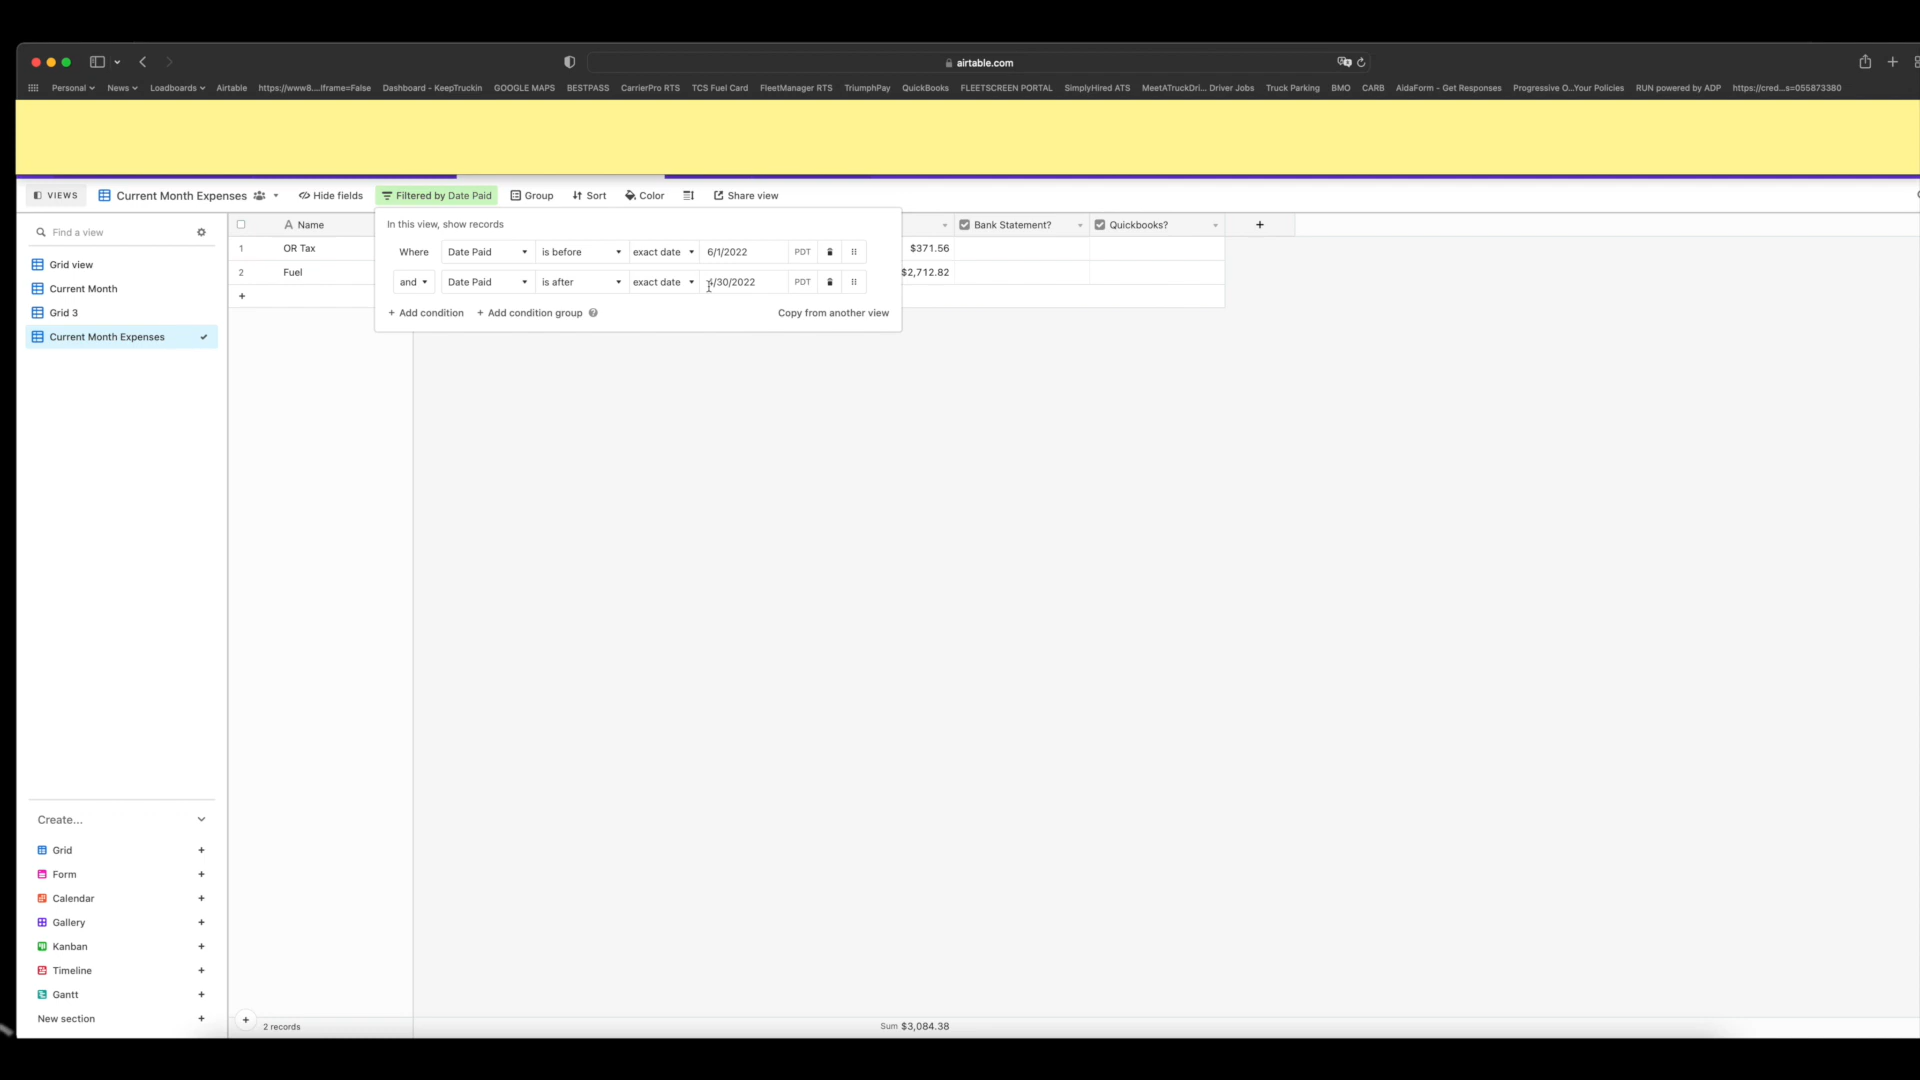 airtable.com
Personal News Loadboards Airtable https://www8....Iframe=False Dashboard - KeepTruckin GOOGLE MAPS BESTPASS CarrierPro RTS TCS Fuel Card FleetManager RTS TriumphPay QuickBooks FLEETSCREEN PORTAL SimplyHired ATS MeetATruckDri... Driver Jobs Truck Parking BMO CARB AidaForm - Get Responses Progressive O...Your Policies RUN powered by ADP https://cred...s=055873380
VIEWS Current Month Expenses Hide fields Filtered by Date Paid Group Sort Color Share view
Find a view
Grid view
Current Month
Grid 3
Current Month Expenses
Name Bank Statement? Quickbooks? +
1 OR Tax $371.56
2 Fuel $2,712.82
+
In this view, show records
Where Date Paid is before exact date 6/1/2022 PDT
and Date Paid is after exact date 4/30/2022 PDT
+ Add condition + Add condition group ? Copy from another view
Create...
Grid +
Form +
Calendar +
Gallery +
Kanban +
Timeline +
Gantt +
New section +
+ 2 records Sum $3,084.38